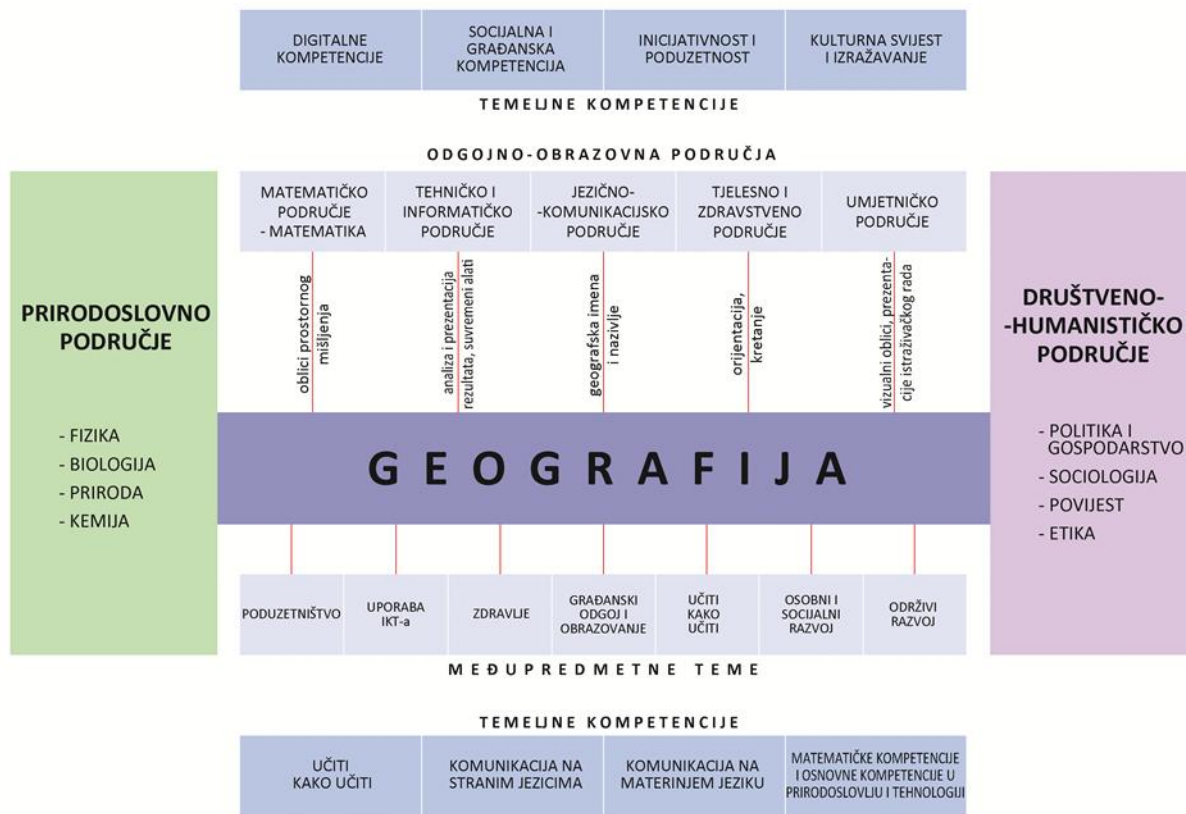 DIGITALNE
KOMPETENCIJE
SOCIJALNA I
GRAĐANSKA
KOMPETENCIJA
INICIJATIVNOST I
PODUZETNOST
KULTURNA SVIJEST
I IZRAŽAVANJE
TEMELJNE KOMPETENCIJE
ODGOJNO-OBRAZOVNA PODRUČJA
MATEMATIČKO
PODRUČJE
- MATEMATIKA
TEHNIČKO I
INFORMATIČKO
PODRUČJE
JEZIČNO-
-KOMUNIKACIJSKO
PODRUČJE
TJELESNO I
ZDRAVSTVENO
PODRUČJE
UMJETNIČKO
PODRUČJE
oblici prostornog
mišljenja
analiza i prezentacija
rezultata, suvremeni alati
geografska imena
i nazivlje
orijentacija,
kretanje
vizualni oblici, prezenta-
cije istraživačkog rada
PRIRODOSLOVNO
PODRUČJE
- FIZIKA
- BIOLOGIJA
- PRIRODA
- KEMIJA
GEOGRAFIJA
DRUŠTVENO-
-HUMANISTIČKO
PODRUČJE
- POLITIKA I
GOSPODARSTVO
- SOCIOLOGIJA
- POVIJEST
- ETIKA
PODUZETNIŠTVO
UPORABA
IKT-a
ZDRAVLJE
GRAĐANSKI
ODGOJ I
OBRAZOVANJE
UČITI
KAKO
UČITI
OSOBNI I
SOCIJALNI
RAZVOJ
ODRŽIVI
RAZVOJ
MEĐUPREDMETNE TEME
TEMELJNE KOMPETENCIJE
UČITI
KAKO UČITI
KOMUNIKACIJA NA
STRANIM JEZICIMA
KOMUNIKACIJA NA
MATERINJEM JEZIKU
MATEMATIČKE KOMPETENCIJE
I OSNOVNE KOMPETENCIJE U
PRIRODOSLOVLJU I TEHNOLOGIJI